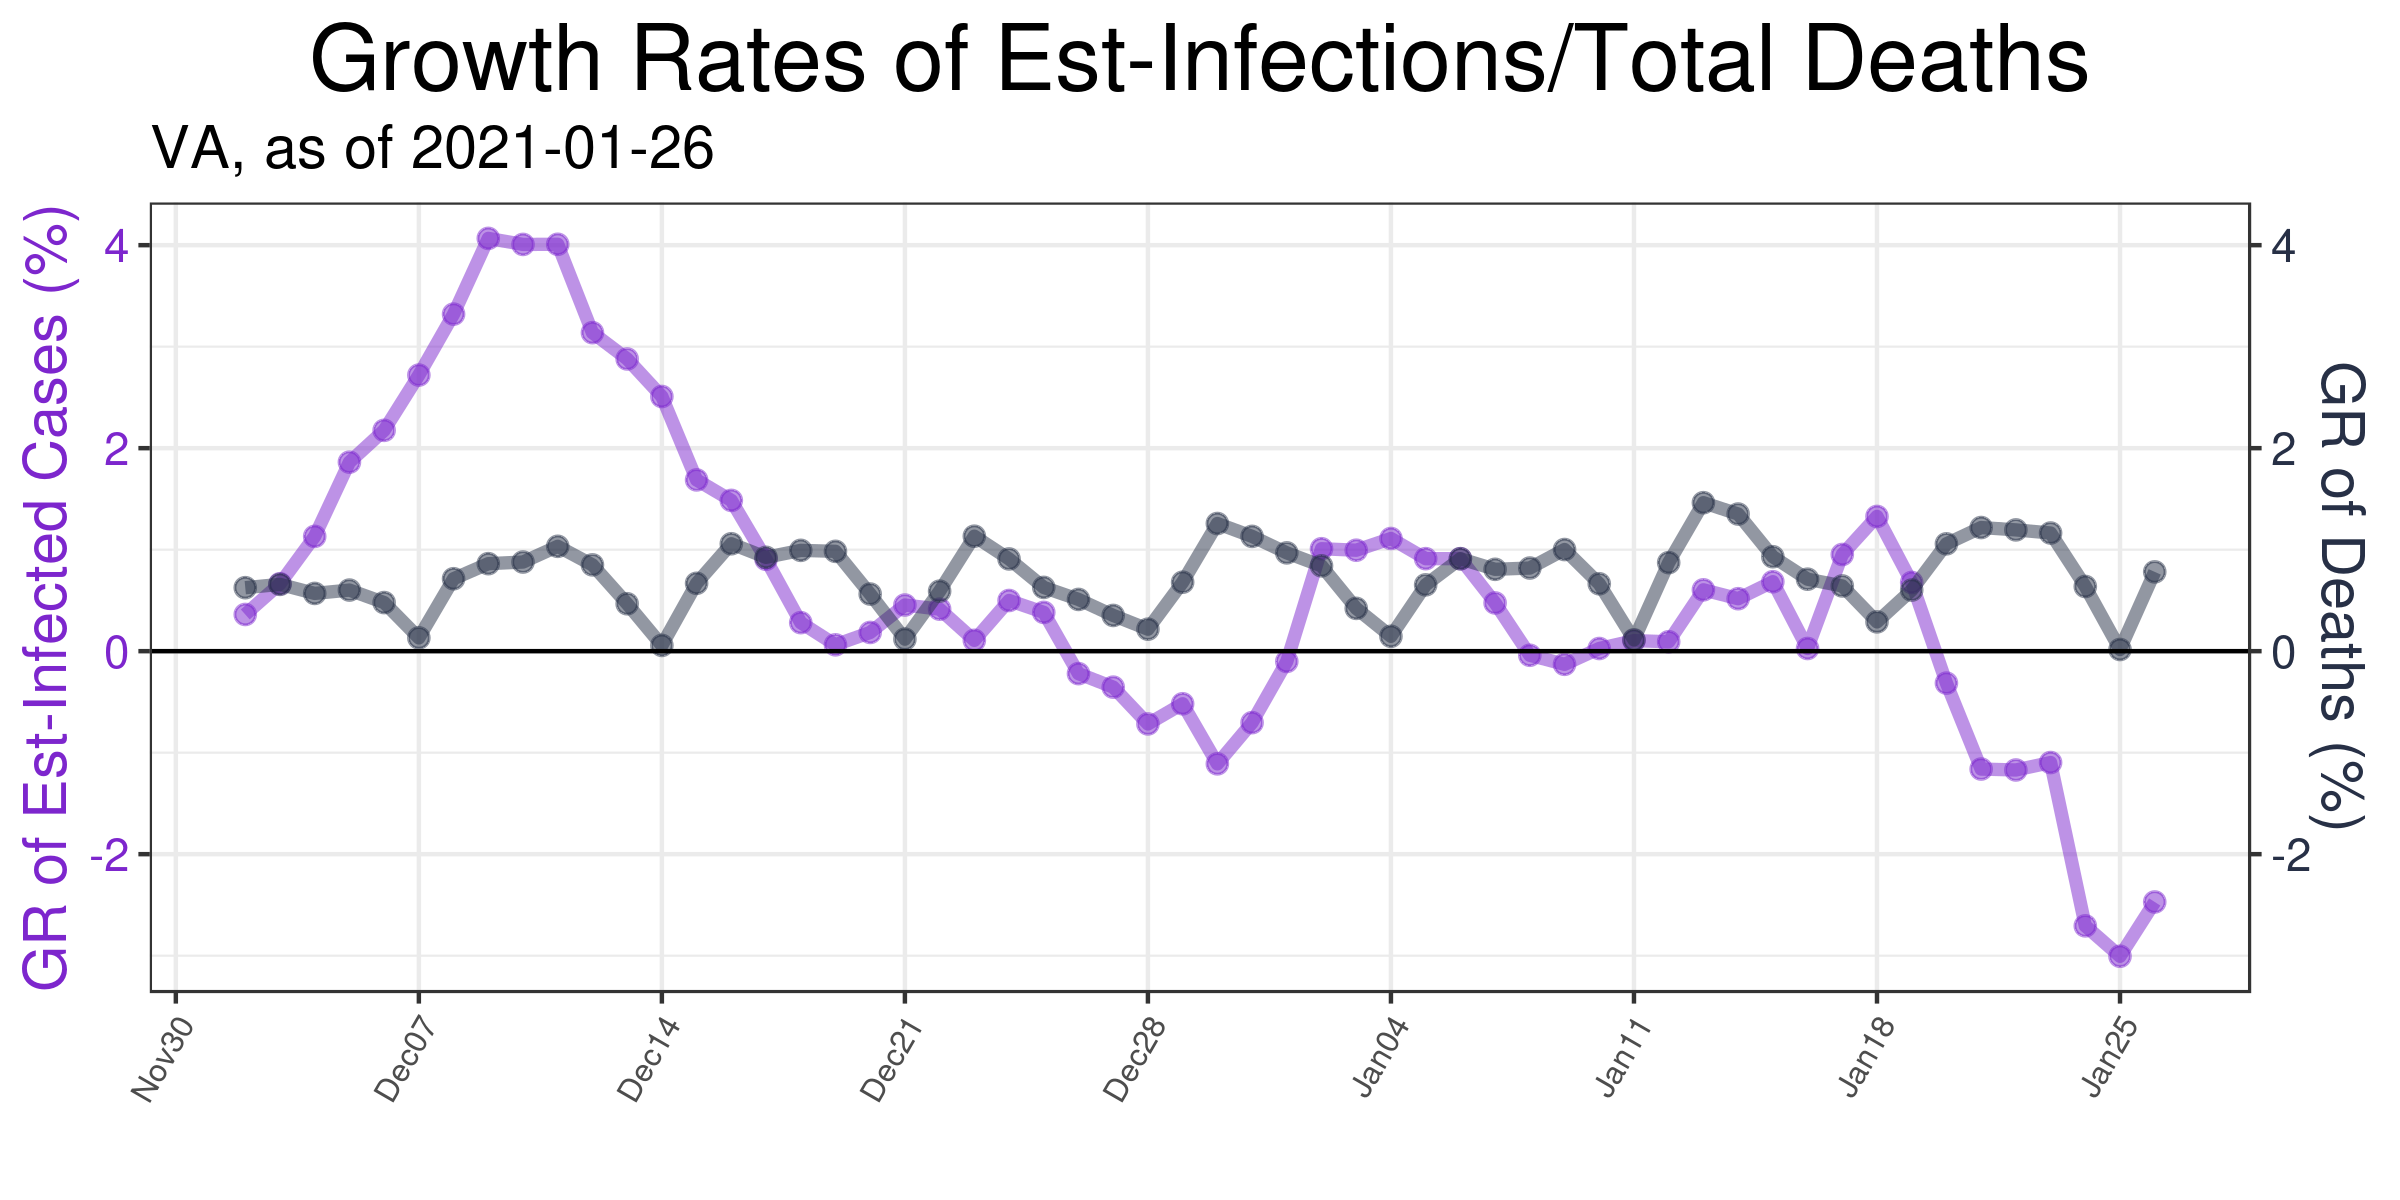 Growth Rates of Est-Infections/Total Deaths
VA, as of 2021-01-26
GR of Est-Infected Cases (%)
4
2
0
-2
4
2
0
-2
GR of Deaths (%)
Nov30
Dec07
Dec14
Dec21
Dec28
Jan04
Jan11
Jan18
Jan25